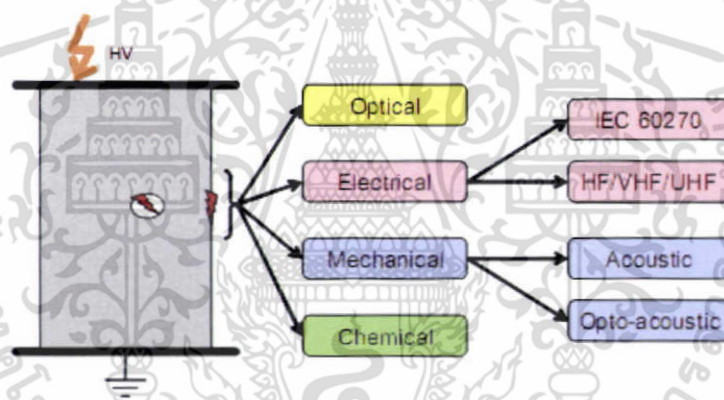 HV
Optical
Electrical
Mechanical
Chemical
IEC 60270
HF/VHF/UHF
Acoustic
Opto-acoustic